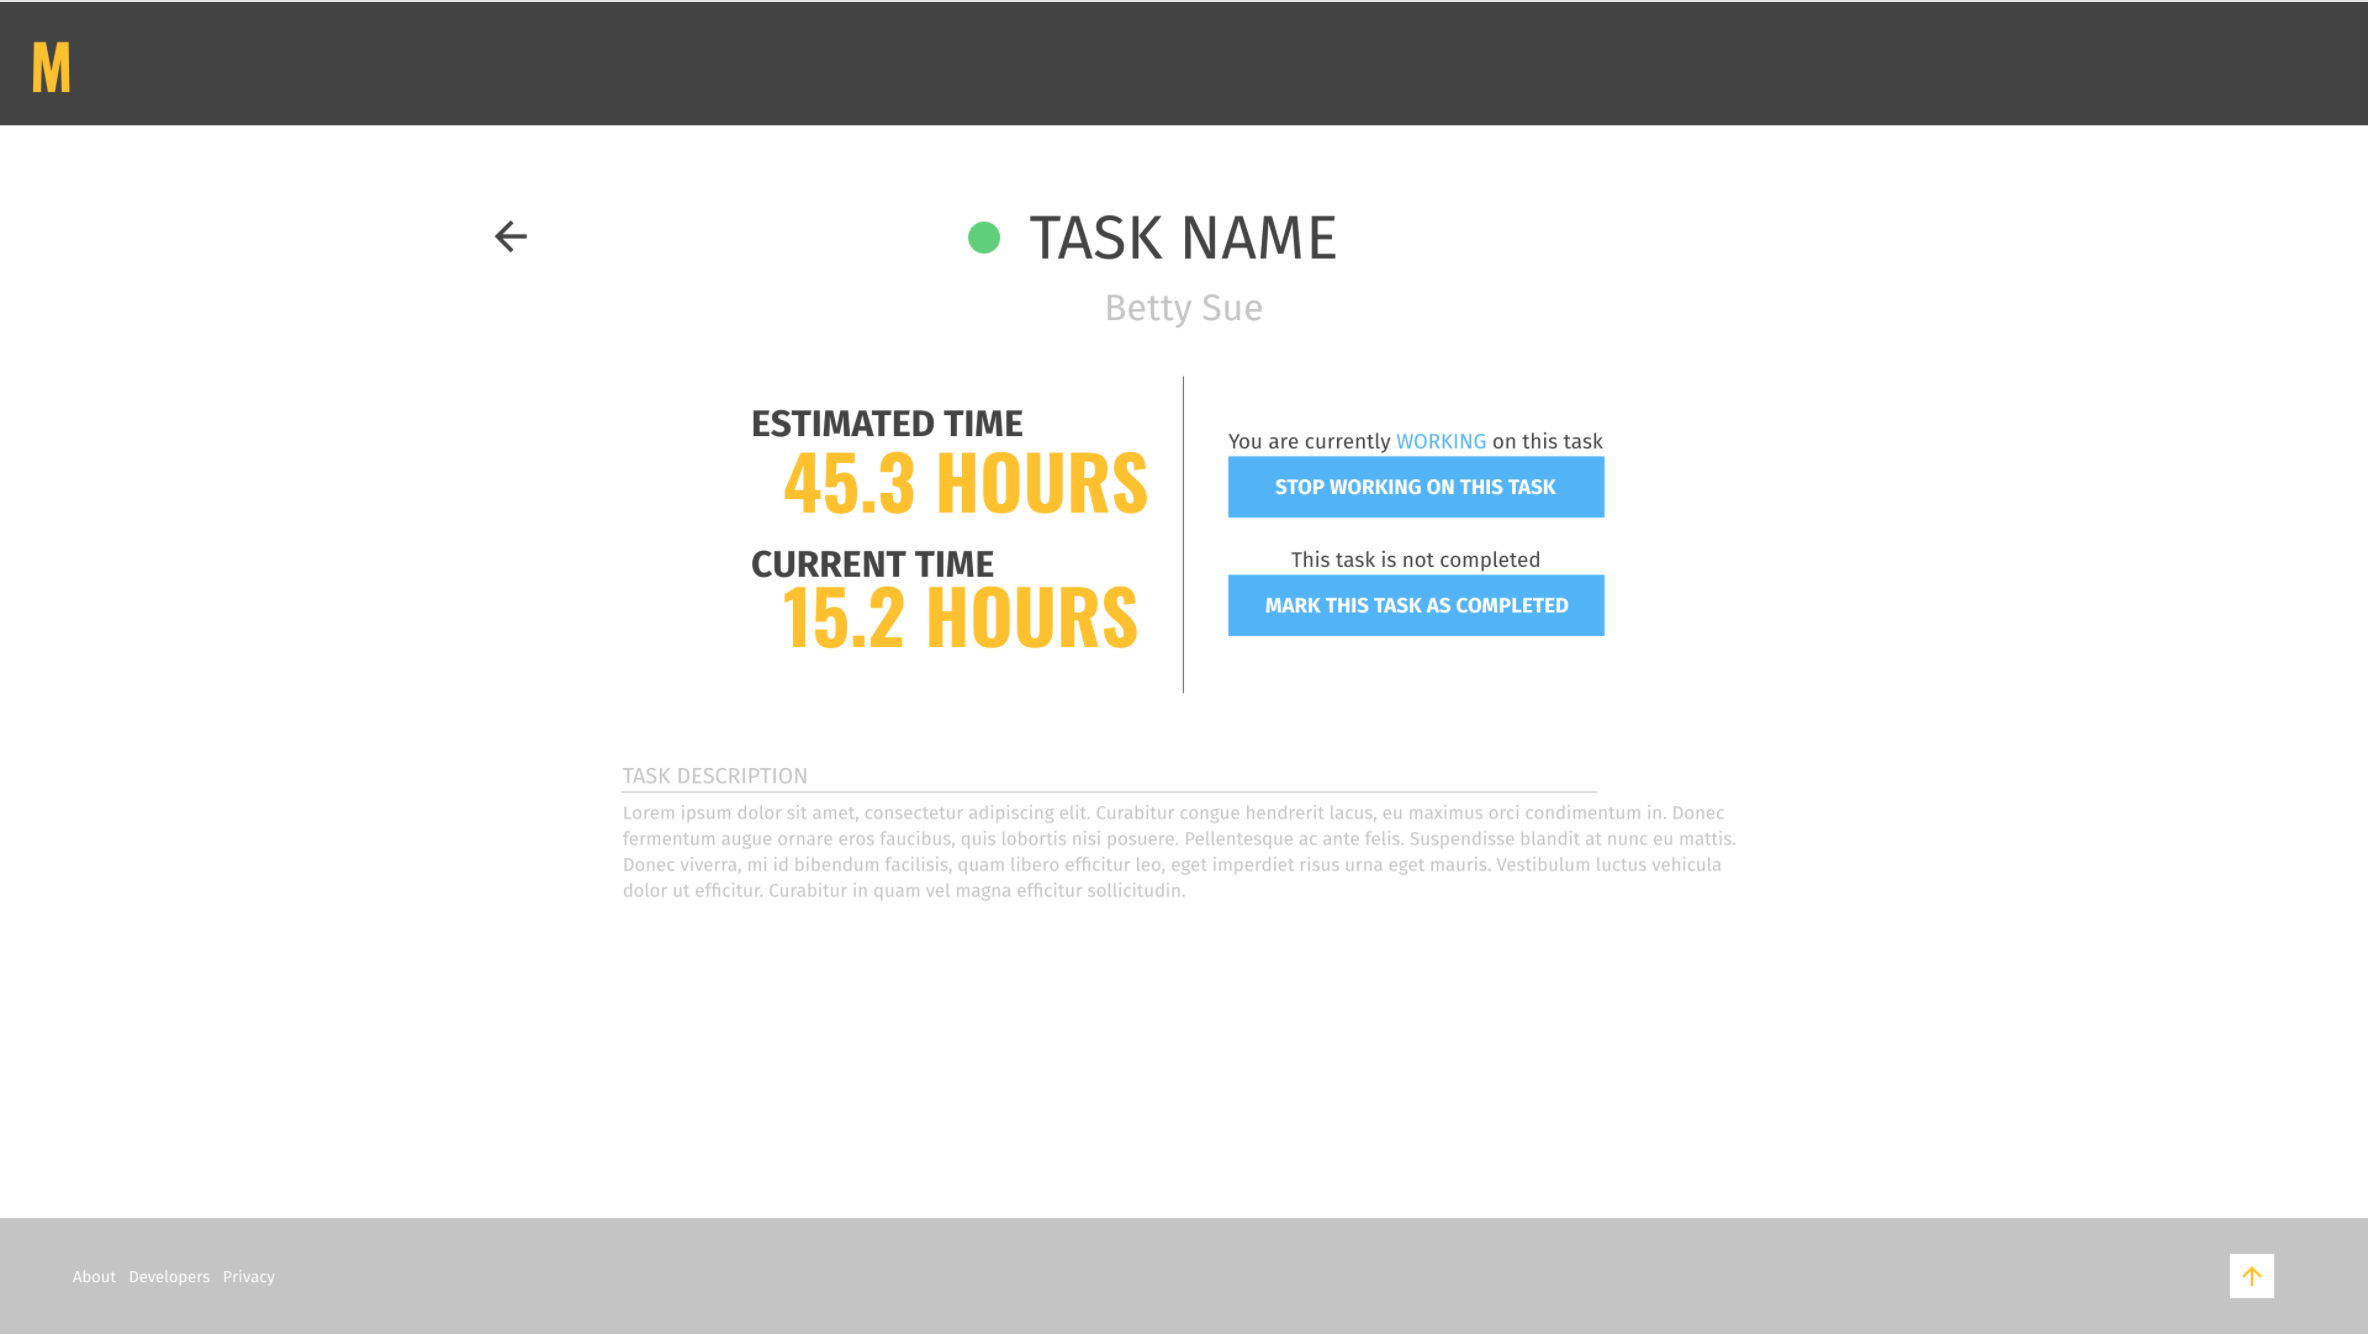 M
TASK NAME
Betty Sue
ESTIMATED TIME
45.3 HOURS
CURRENT TIME
15.2 HOURS
You are currently WORKING on this task
STOP WORKING ON THIS TASK
This task is not completed
MARK THIS TASK AS COMPLETED
TASK DESCRIPTION
Lorem ipsum dolor sit amet, consectetur adipiscing elit. Curabitur congue hendrerit lacus, eu maximus orci condimentum in. Donec
fermentum augue ornare eros faucibus, quis lobortis nisi posuere. Pellentesque ac ante felis. Suspendisse blandit at nunc eu mattis.
Donec viverra, mi id bibendum facilisis, quam libero efficitur leo, eget imperdiet risus urna eget mauris. Vestibulum luctus vehicula
dolor ut efficitur. Curabitur in quam vel magna efficitur sollicitudin.
About Developers Privacy